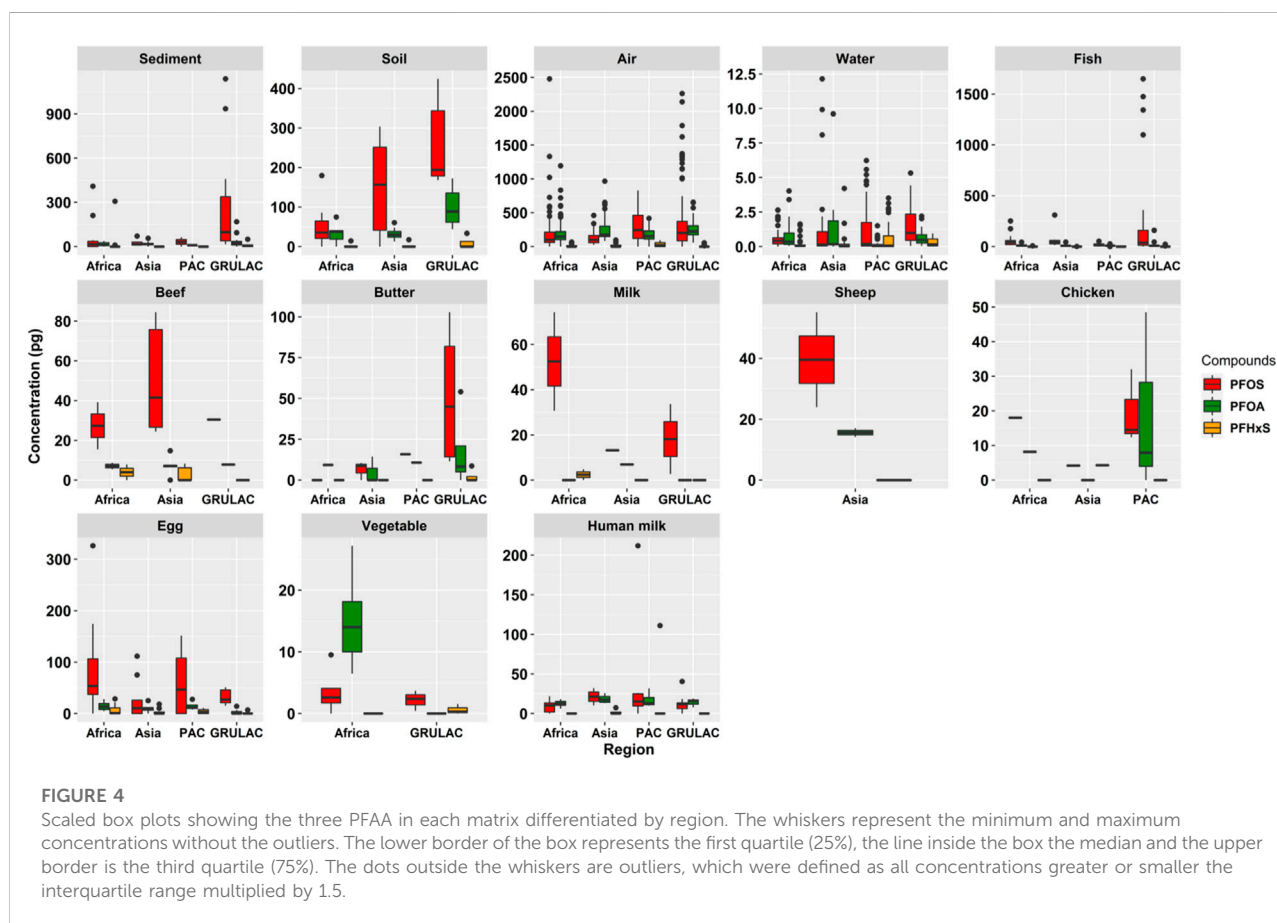 Sediment Soil Air Water Fish
900
600
300
0
Africa Asia PAC GRULAC
400
300
200
100
0
Africa Asia GRULAC
2500
2000
1500
1000
500
0
Africa Asia PAC GRULAC
12.5
10.0
7.5
5.0
2.5
0.0
Africa Asia PAC GRULAC
1500
1000
500
0
Africa Asia PAC GRULAC
Beef Butter Milk Sheep Chicken
Concentration (pg)
80
60
40
20
0
Africa Asia GRULAC
100
75
50
25
0
Africa Asia PAC GRULAC
60
40
20
0
Africa Asia GRULAC
40
20
0
Asia
50
40
30
20
10
0
Africa Asia PAC
Compounds
PFOS
PFOA
PFHxS
Egg Vegetable Human milk
300
200
100
0
Africa Asia PAC GRULAC
20
10
0
Africa GRULAC
200
150
100
50
0
Africa Asia PAC GRULAC
Region
FIGURE 4
Scaled box plots showing the three PFAA in each matrix differentiated by region. The whiskers represent the minimum and maximum
concentrations without the outliers. The lower border of the box represents the first quartile (25%), the line inside the box the median and the upper
border is the third quartile (75%). The dots outside the whiskers are outliers, which were defined as all concentrations greater or smaller the
interquartile range multiplied by 1.5.